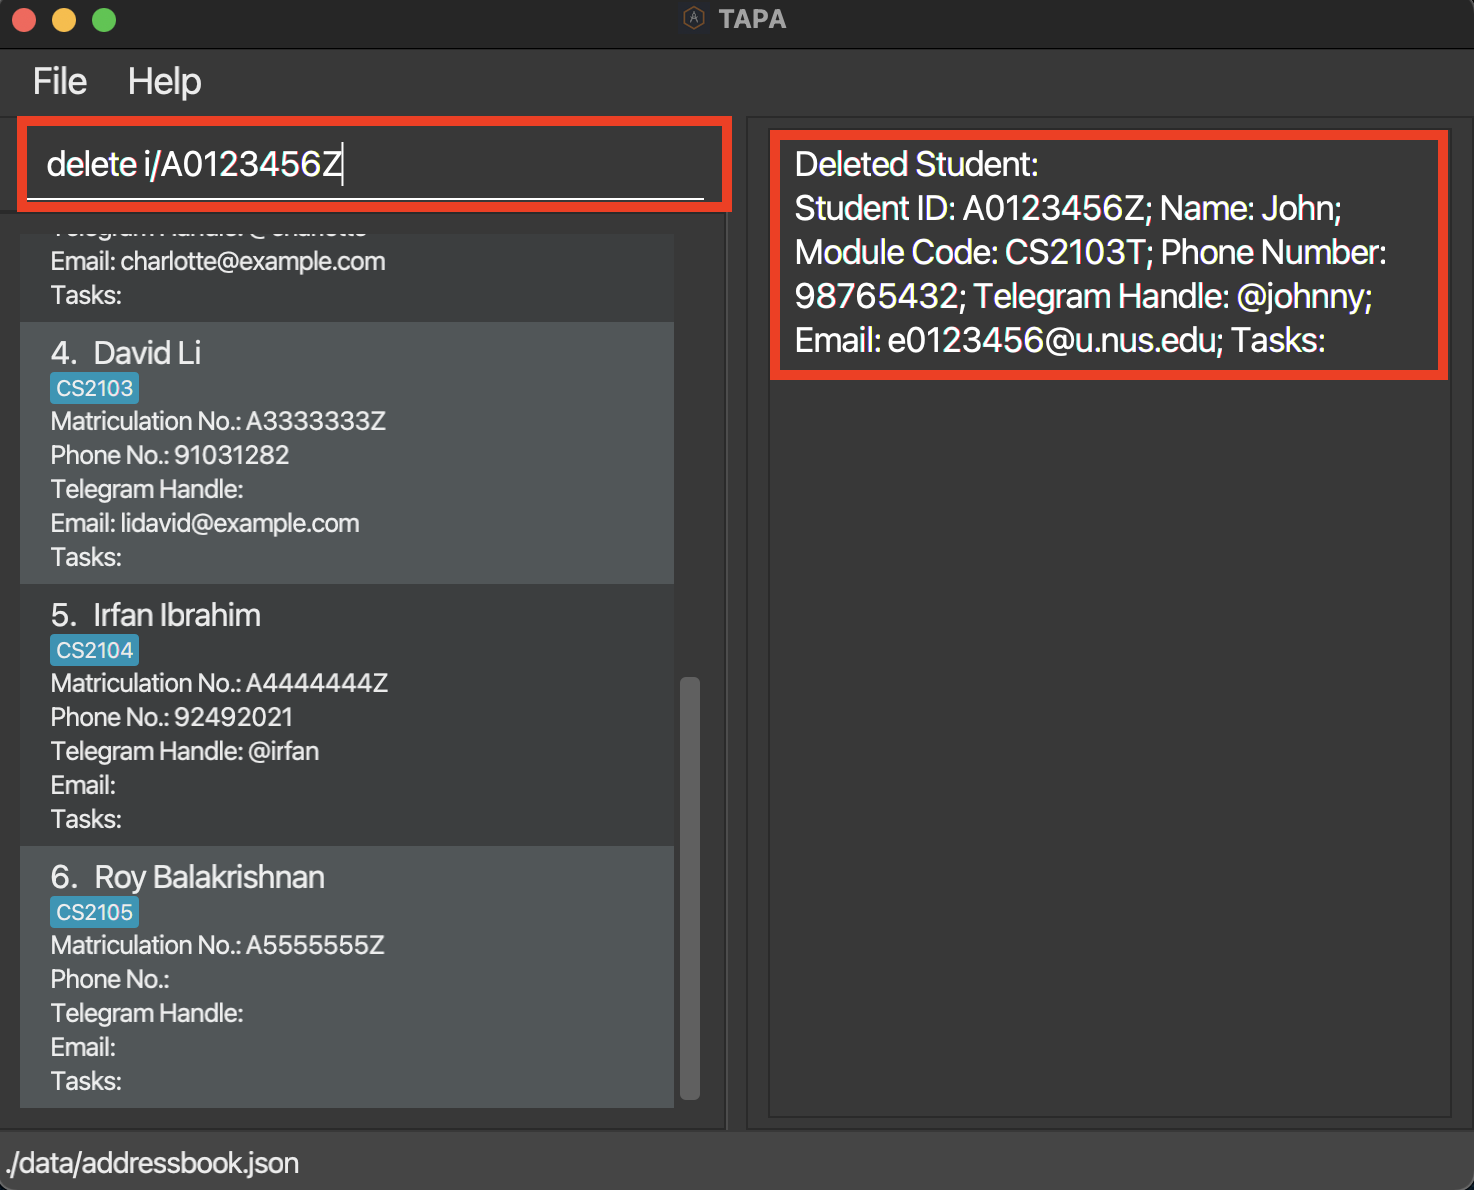 TAPA
File Help
delete i/A0123456Z
Email: charlotte@example.com
Tasks:
4. David Li
CS2103
Matriculation No.: A3333333Z
Phone No.: 91031282
Telegram Handle:
Email: lidavid@example.com
Tasks:
5. Irfan Ibrahim
CS2104
Matriculation No.: A4444444Z
Phone No.: 92492021
Telegram Handle: @irfan
Email:
Tasks:
6. Roy Balakrishnan
CS2105
Matriculation No.: A5555555Z
Phone No.:
Telegram Handle:
Email:
Tasks:
Deleted Student:
Student ID: A0123456Z; Name: John;
Module Code: CS2103T; Phone Number:
98765432; Telegram Handle: @johnny;
Email: e0123456@u.nus.edu; Tasks:
./data/addressbook.json